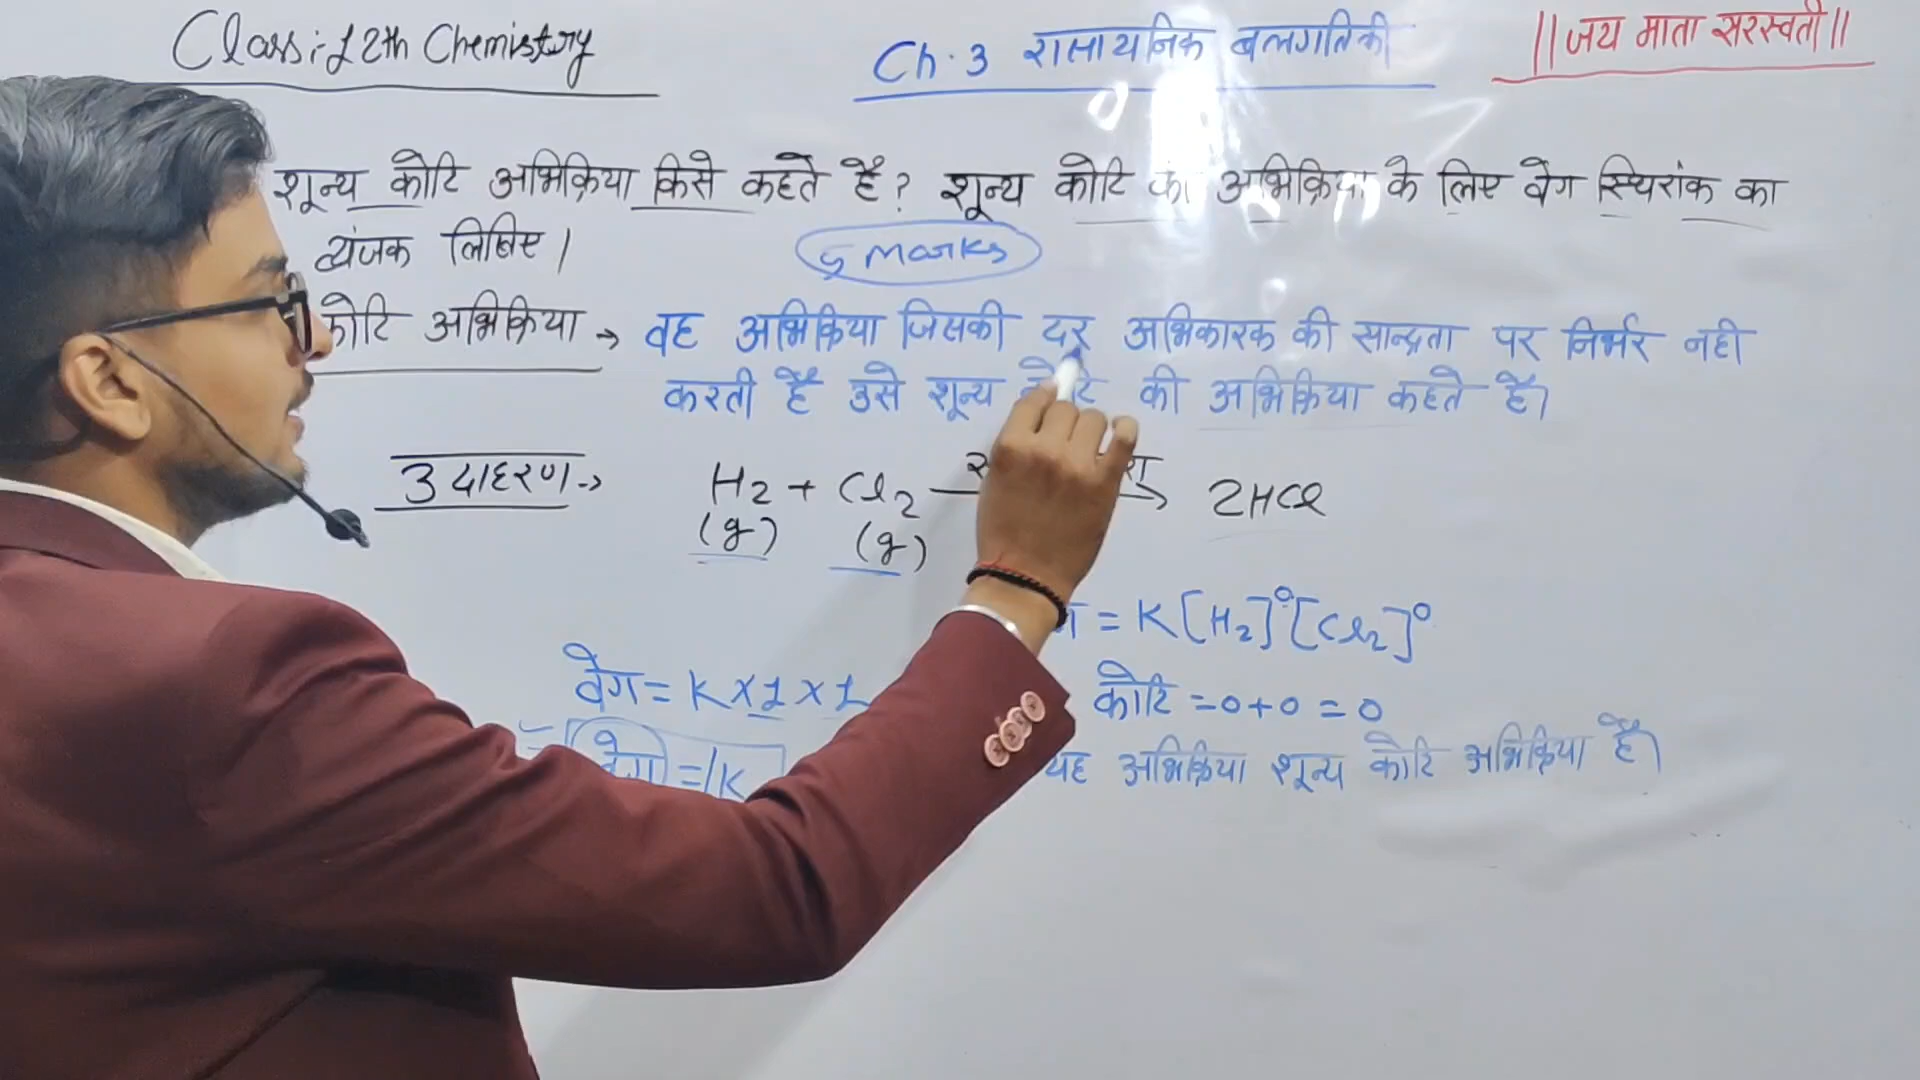 Class:- 12th Chemistry
Ch. 3 रासायनिक बलगतिकी
||जय माता सरस्वती||
शून्य कोटि अभिक्रिया किसे कहते है? शून्य कोटि की अभिक्रिया के लिए वेग स्थिरांक का
व्यंजक लिखिए।
5 marks
कोटि अभिक्रिया → वह अभिक्रिया जिसकी दर अभिकारक की सान्द्रता पर निर्भर नही
करती है उसे शून्य कोटि की अभिक्रिया कहते है।
उदाहरण →
H2 + Cl2 → 2HCl
(g) (g)
= K[H2]⁰[Cl2]⁰
वेग = K×1×1
कोटि = 0+0 = 0
वेग = K
यह अभिक्रिया शून्य कोटि अभिक्रिया है।